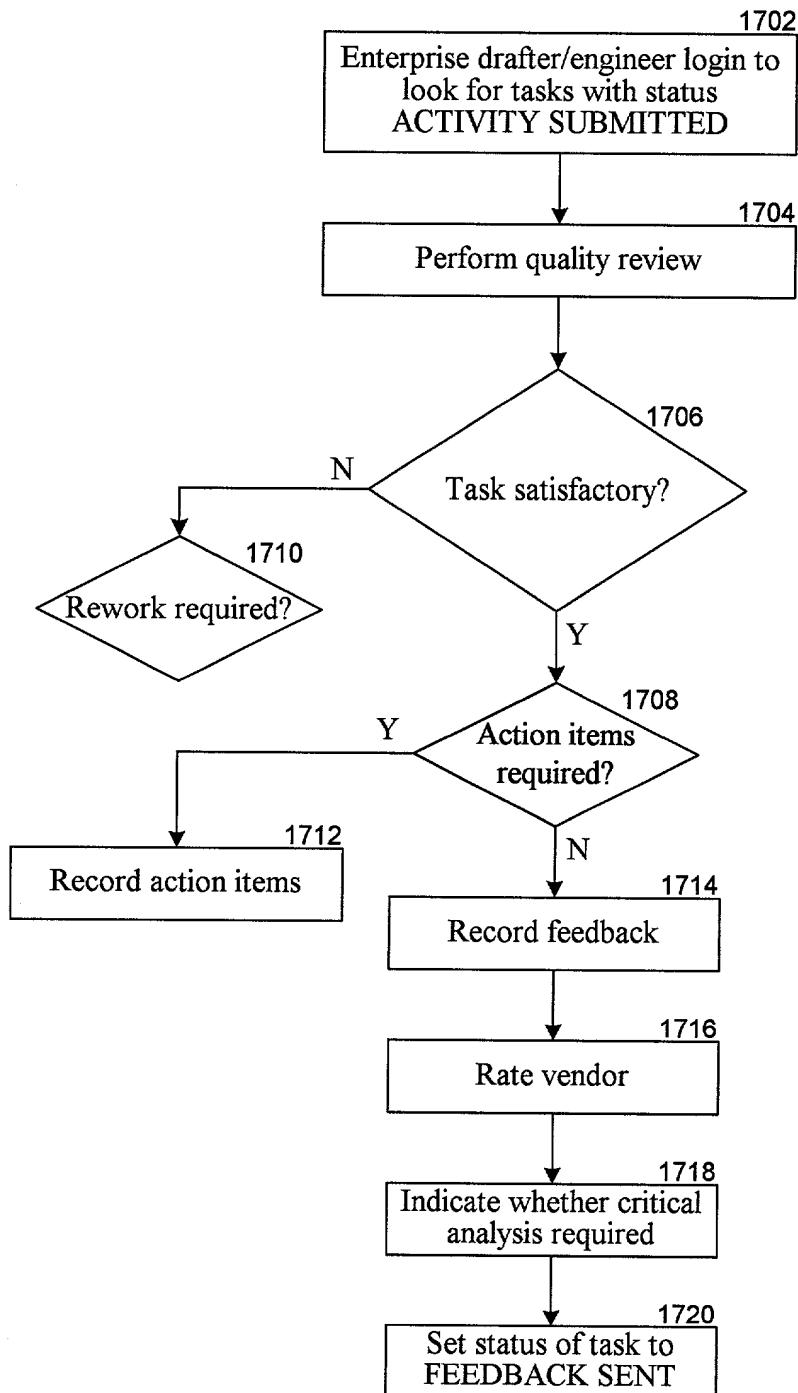 1702
Enterprise drafter/engineer login to
look for tasks with status
ACTIVITY SUBMITTED
1704
Perform quality review
1706
Task satisfactory?
N
1710
Rework required?
Y
1708
Action items
required?
Y
1712
Record action items
N
1714
Record feedback
1716
Rate vendor
1718
Indicate whether critical
analysis required
1720
Set status of task to
FEEDBACK SENT